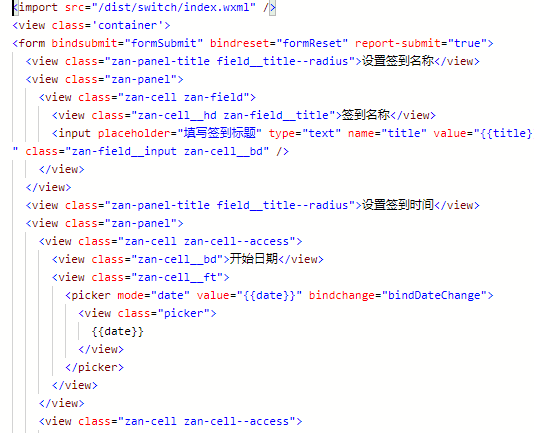 <import src="/dist/switch/index.wxml" />
<view class='container'>
<form bindsubmit="formSubmit" bindreset="formReset" report-submit="true">
<view class="zan-panel-title field__title--radius">设置签到名称</view>
<view class="zan-panel">
<view class="zan-cell zan-field">
<view class="zan-cell__hd zan-field__title">签到名称</view>
<input placeholder="填写签到标题" type="text" name="title" value="{{title}
" class="zan-field__input zan-cell__bd" />
</view>
</view>
<view class="zan-panel-title field__title--radius">设置签到时间</view>
<view class="zan-panel">
<view class="zan-cell zan-cell--access">
<view class="zan-cell__bd">开始日期</view>
<view class="zan-cell__ft">
<picker mode="date" value="{{date}}" bindchange="bindDateChange">
<view class="picker">
{{date}}
</view>
</picker>
</view>
</view>
<view class="zan-cell zan-cell--access">